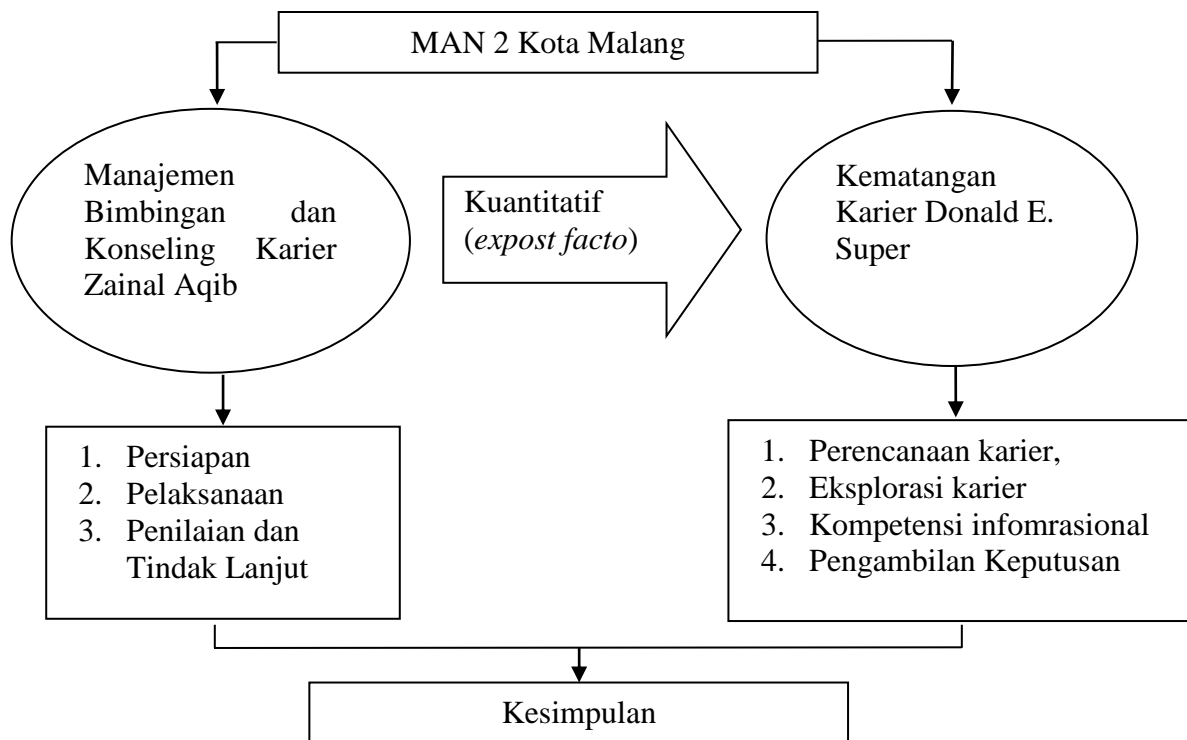 MAN 2 Kota Malang
Manajemen
Bimbingan dan
Konseling Karier
Zainal Aqib
Kuantitatif
(expost facto)
Kematangan
Karier Donald E.
Super
1. Persiapan
2. Pelaksanaan
3. Penilaian dan
Tindak Lanjut
1. Perencanaan karier,
2. Eksplorasi karier
3. Kompetensi infomrasional
4. Pengambilan Keputusan
Kesimpulan